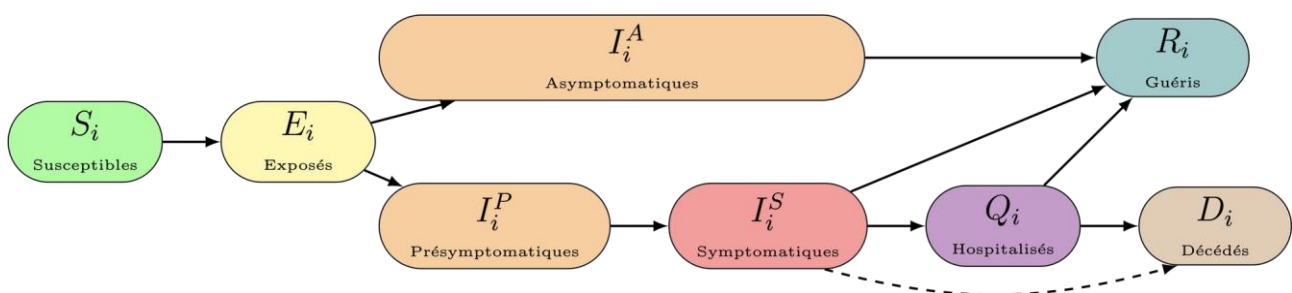 S_i
Susceptibles
E_i
Exposés
I_i^A
Asymptomatiques
I_i^P
Présymptomatiques
I_i^S
Symptomatiques
Q_i
Hospitalisés
R_i
Guéris
D_i
Décédés